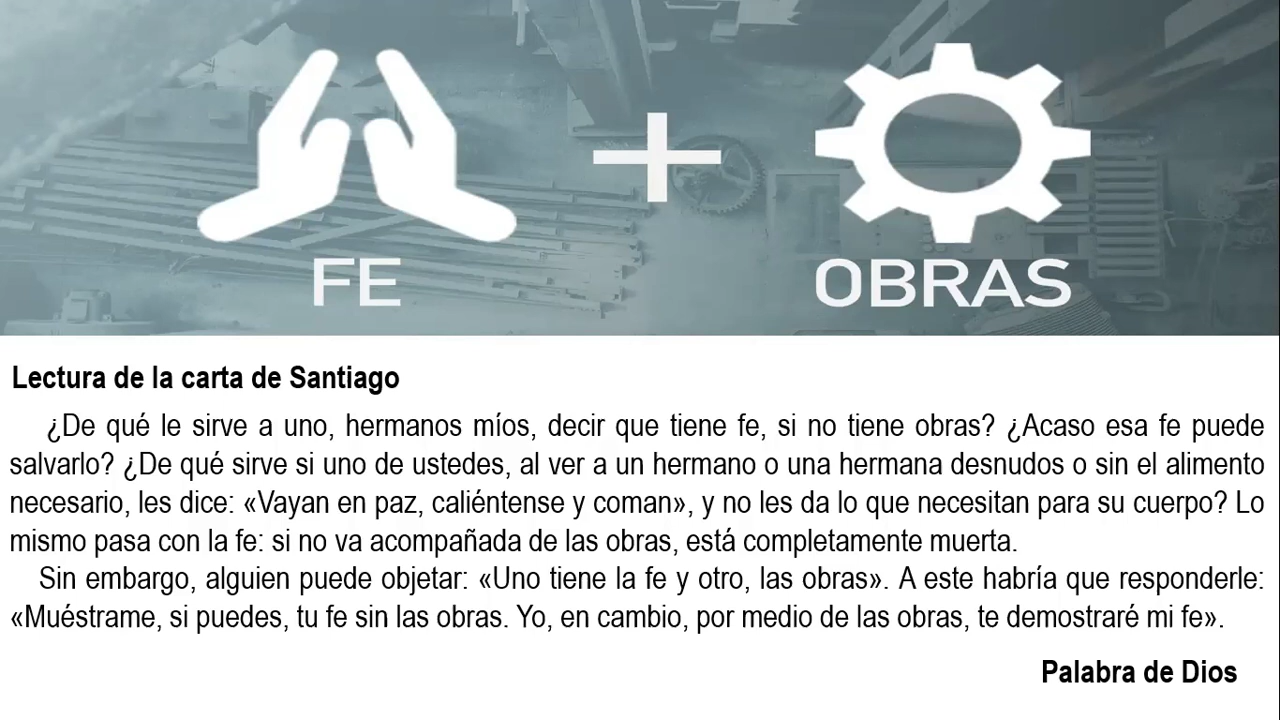 FE
OBRAS
Lectura de la carta de Santiago
¿De qué le sirve a uno, hermanos míos, decir que tiene fe, si no tiene obras? ¿Acaso esa fe puede
salvarlo? ¿De qué sirve si uno de ustedes, al ver a un hermano o una hermana desnudos o sin el alimento
necesario, les dice: «Vayan en paz, caliéntense y coman», y no les da lo que necesitan para su cuerpo? Lo
mismo pasa con la fe: si no va acompañada de las obras, está completamente muerta.
Sin embargo, alguien puede objetar: «Uno tiene la fe y otro, las obras». A este habría que responderle:
«Muéstrame, si puedes, tu fe sin las obras. Yo, en cambio, por medio de las obras, te demostraré mi fe».
Palabra de Dios